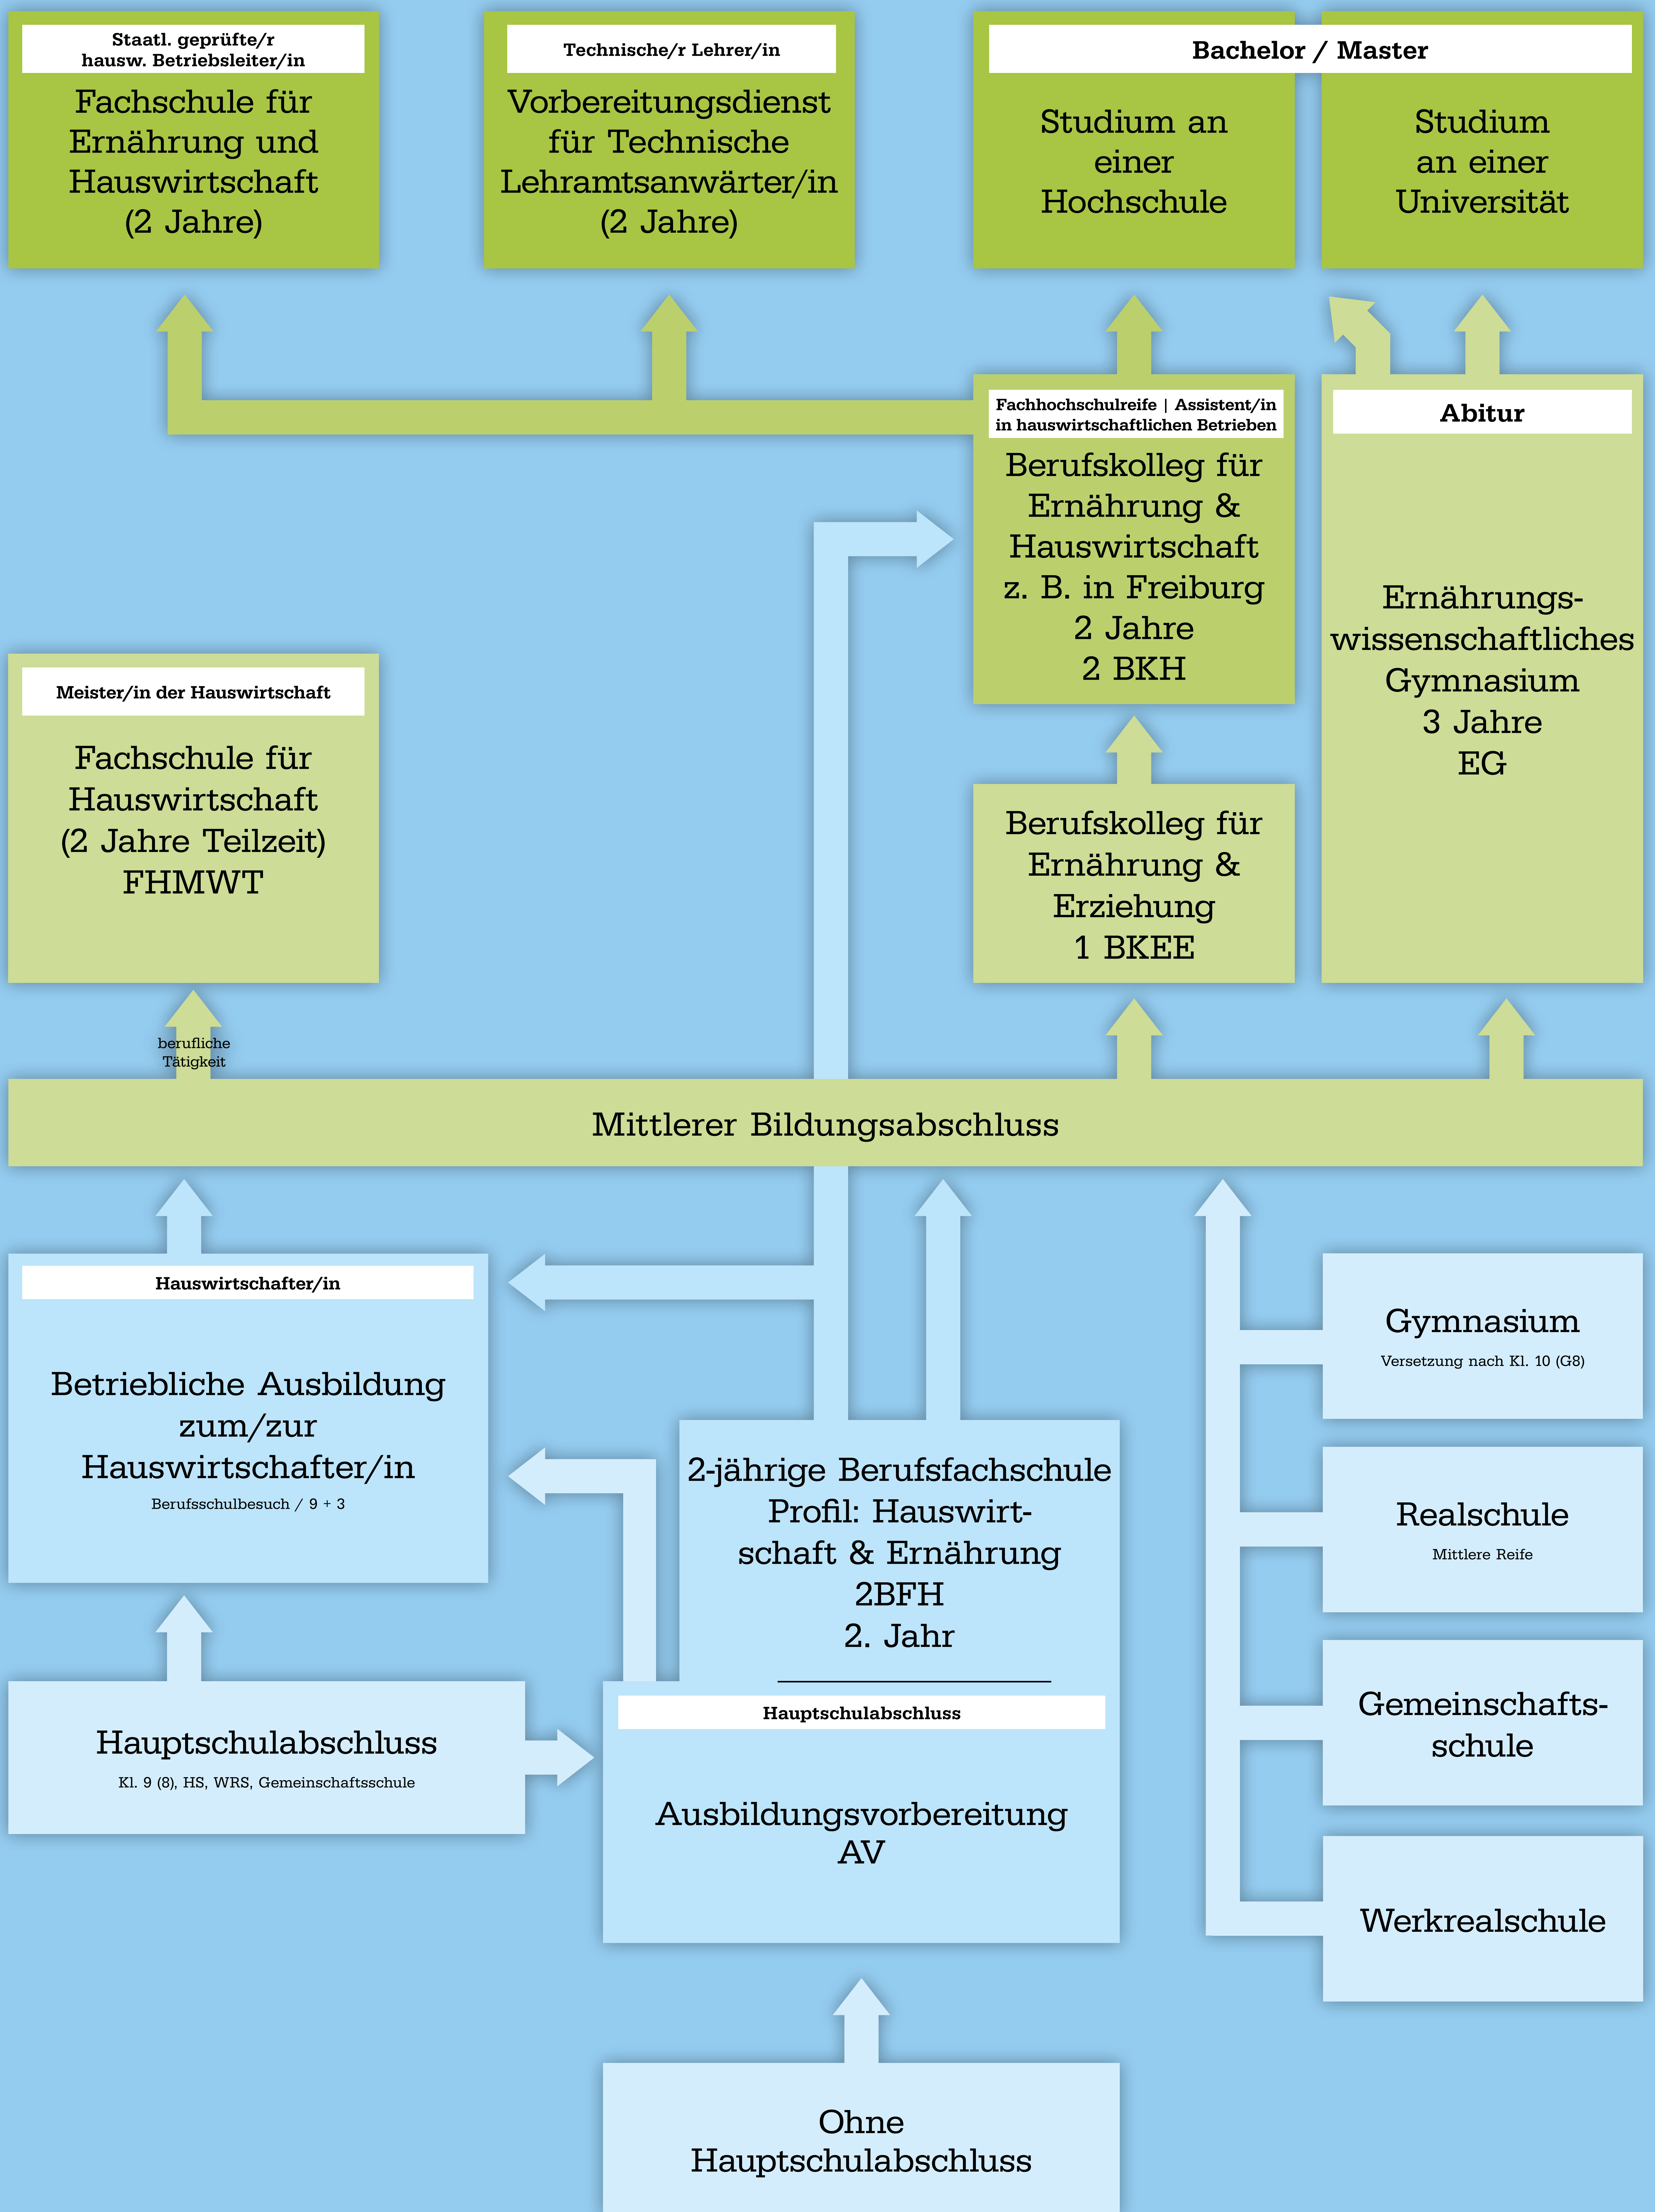 Staatl. geprüfte/r
hausw. Betriebsleiter/in
Fachschule für
Ernährung und
Hauswirtschaft
(2 Jahre)
Technische/r Lehrer/in
Vorbereitungsdienst
für Technische
Lehramtsanwärter/in
(2 Jahre)
Bachelor / Master
Studium an
einer
Hochschule
Studium
an einer
Universität
Fachhochschulreife | Assistent/in
in hauswirtschaftlichen Betrieben
Berufskolleg für
Ernährung &
Hauswirtschaft
z. B. in Freiburg
2 Jahre
2 BKH
Abitur
Ernährungs-
wissenschaftliches
Gymnasium
3 Jahre
EG
Meister/in der Hauswirtschaft
Fachschule für
Hauswirtschaft
(2 Jahre Teilzeit)
FHMWT
Berufskolleg für
Ernährung &
Erziehung
1 BKEE
berufliche
Tätigkeit
Mittlerer Bildungsabschluss
Hauswirtschafter/in
Betriebliche Ausbildung
zum/zur
Hauswirtschafter/in
Berufsschulbesuch / 9 + 3
2-jährige Berufsfachschule
Profil: Hauswirt-
schaft & Ernährung
2BFH
2. Jahr
Gymnasium
Versetzung nach Kl. 10 (G8)
Realschule
Mittlere Reife
Gemeinschafts-
schule
Werkrealschule
Hauptschulabschluss
Kl. 9 (8), HS, WRS, Gemeinschaftsschule
Hauptschulabschluss
Ausbildungsvorbereitung
AV
Ohne
Hauptschulabschluss